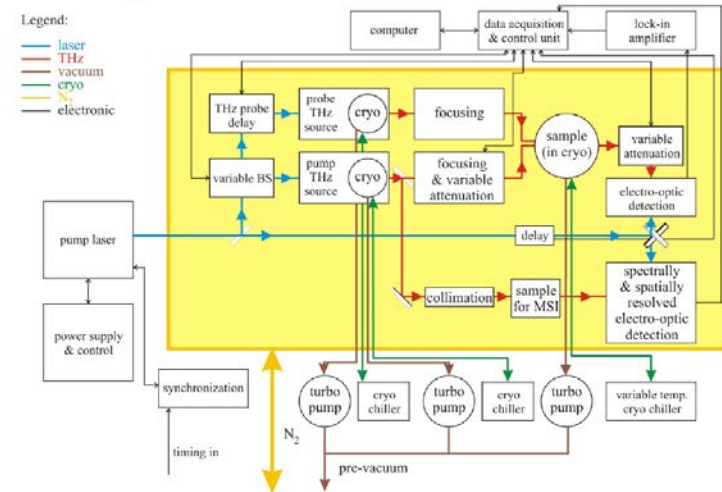 Legend:
laser
THz
vacuum
cryo
N₂
electronic
computer
data acquisition
& control unit
lock-in
amplifier
THz probe
delay
probe
THz
source
cryo
focusing
sample
(in cryo)
variable
attenuation
variable BS
pump
THz
source
cryo
focusing
& variable
attenuation
electro-optic
detection
pump laser
delay
collimation
sample
for MSI
spectrally
& spatially
resolved
electro-optic
detection
power supply
& control
synchronization
timing in
N₂
turbo
pump
cryo
chiller
turbo
pump
cryo
chiller
turbo
pump
variable temp.
cryo chiller
pre-vacuum